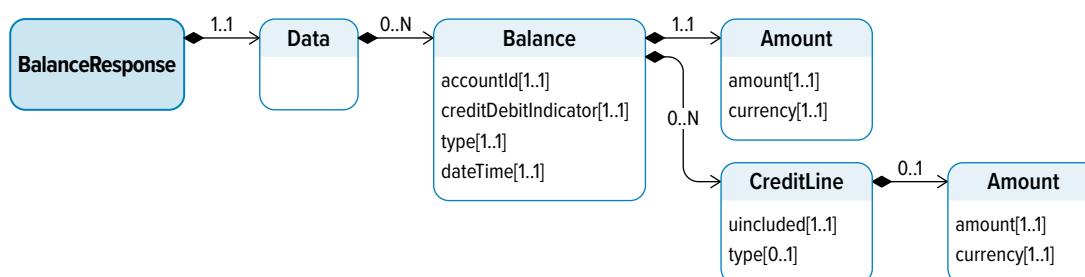 BalanceResponse
1..1
Data
0..N
Balance
accountId[1..1]
creditDebitIndicator[1..1]
type[1..1]
dateTime[1..1]
1..1
Amount
amount[1..1]
currency[1..1]
0..N
CreditLine
uincluded[1..1]
type[0..1]
0..1
Amount
amount[1..1]
currency[1..1]